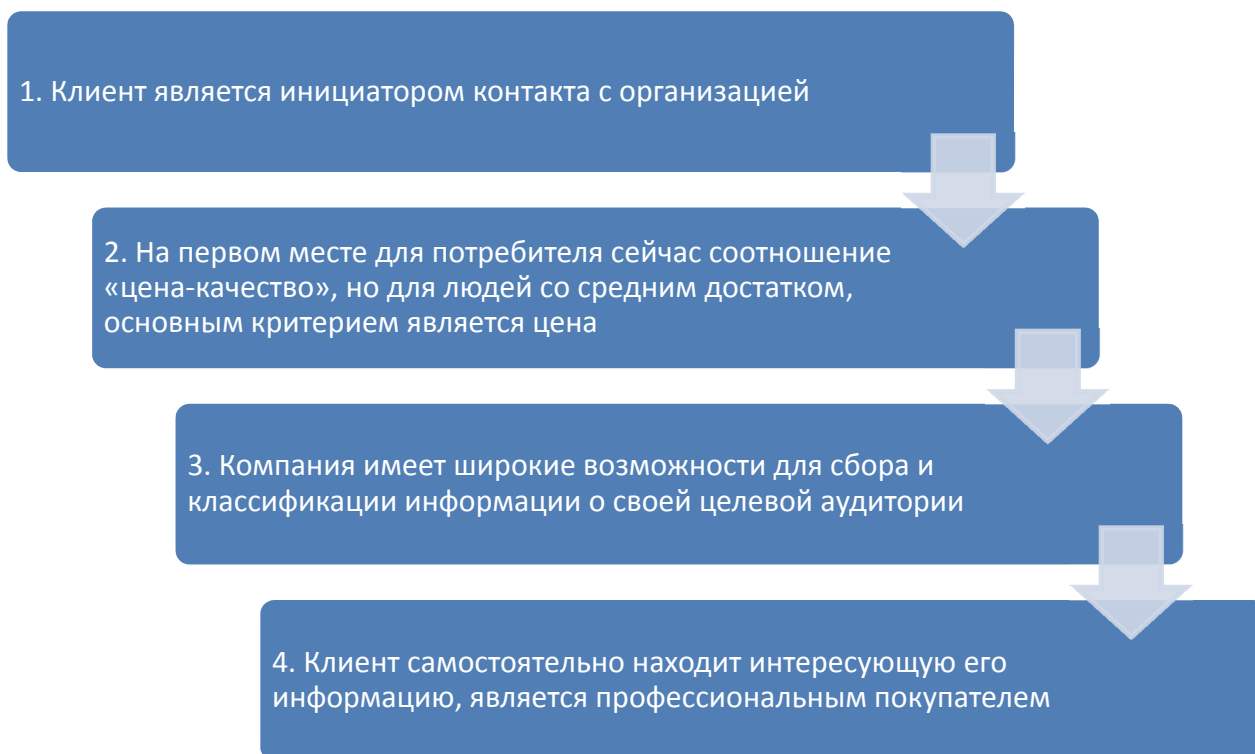 1. Клиент является инициатором контакта с организацией
2. На первом месте для потребителя сейчас соотношение
«цена-качество», но для людей со средним достатком,
основным критерием является цена
3. Компания имеет широкие возможности для сбора и
классификации информации о своей целевой аудитории
4. Клиент самостоятельно находит интересующую его
информацию, является профессиональным покупателем